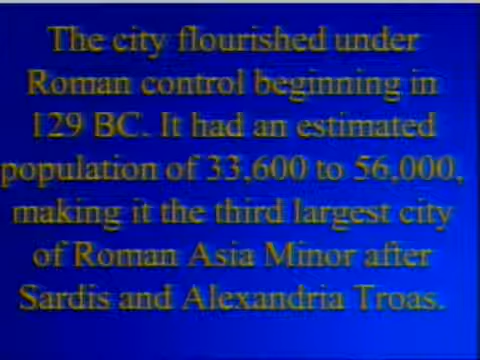 The city flourished under
Roman control beginning in
129 BC. It had an estimated
population of 33,600 to 56,000,
making it the third largest city
of Roman Asia Minor after
Sardis and Alexandria Troas.